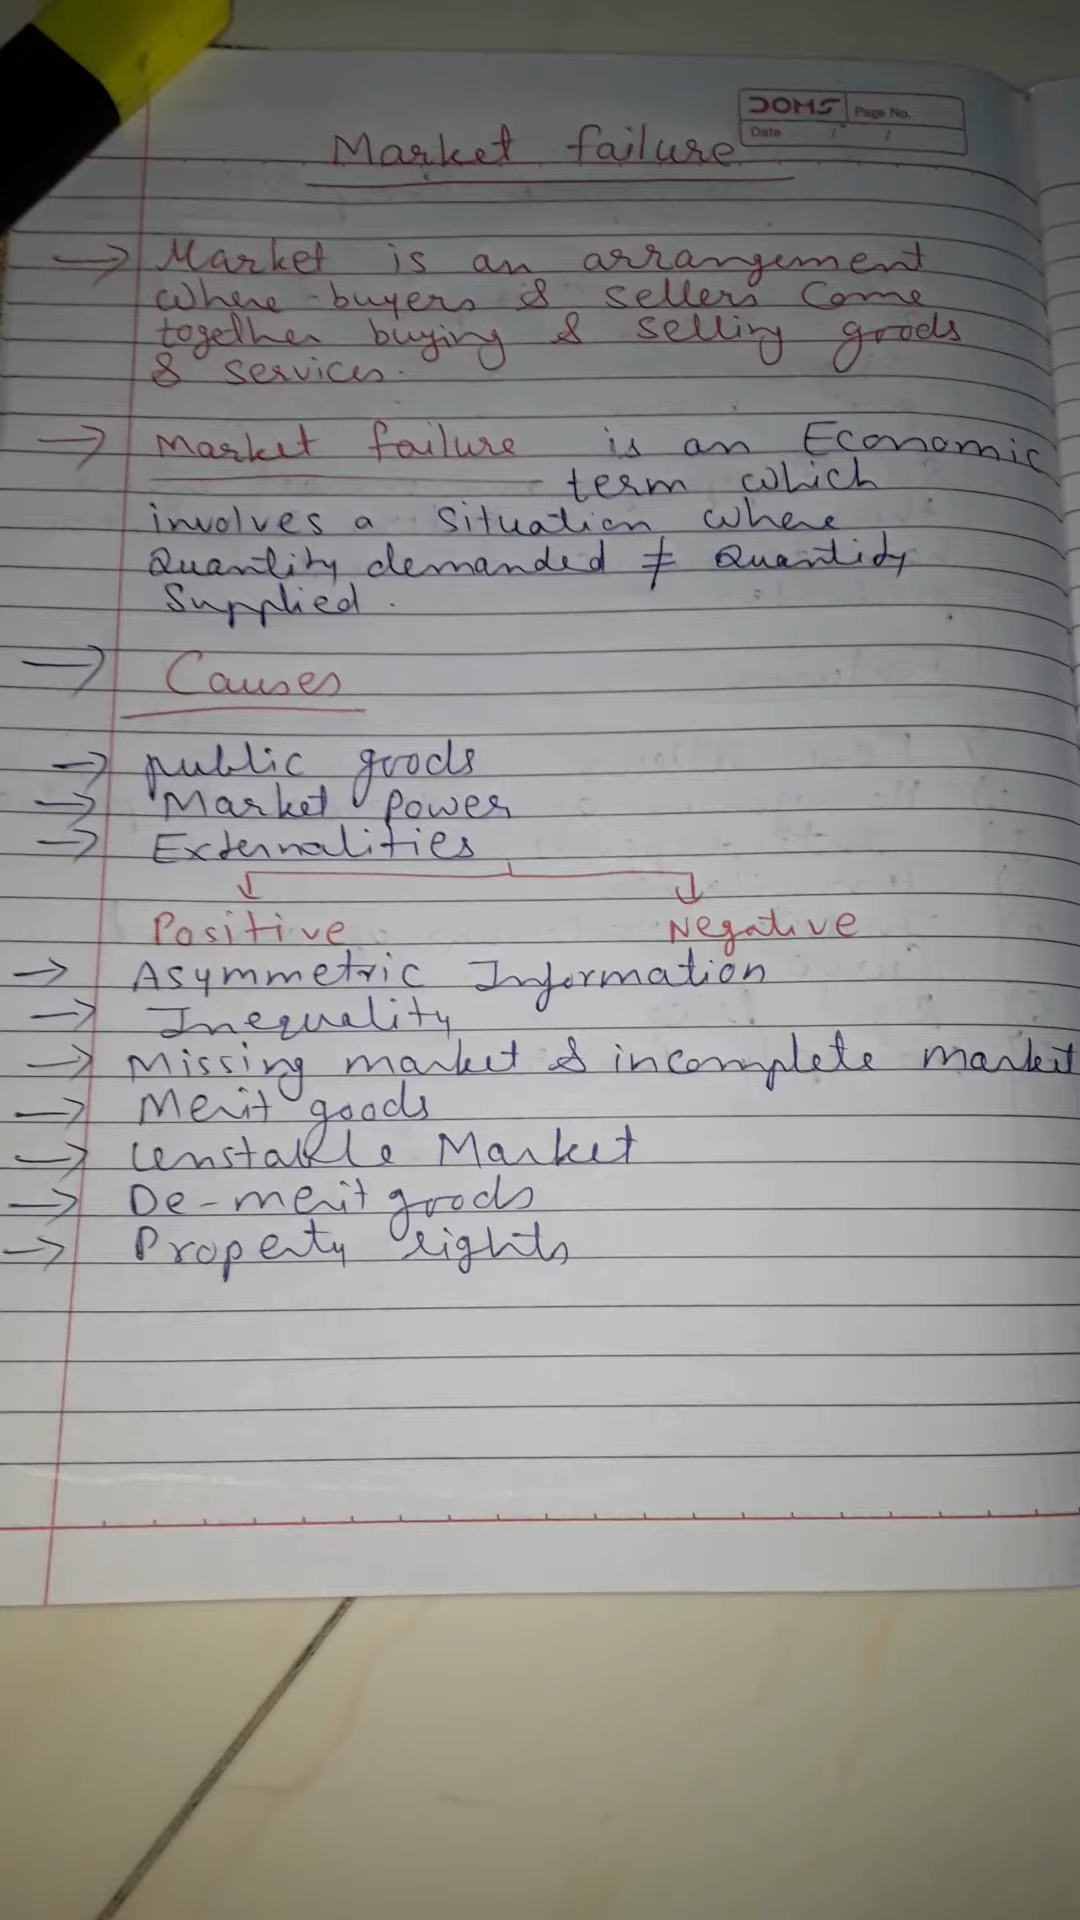 DOMS Page No.
Date / /
Market failure
→ Market is an arrangement
where buyers & sellers come
together buying & selling goods
& services.
→ Market failure is an Economic
term which
involves a situation where
Quantity demanded ≠ Quantity
Supplied.
→ Causes
→ public goods
→ Market power
→ Externalities
Positive Negative
→ Asymmetric Information
→ Inequality
→ Missing market & incomplete market
→ Merit goods
→ Unstable Market
→ De-merit goods
→ Property rights